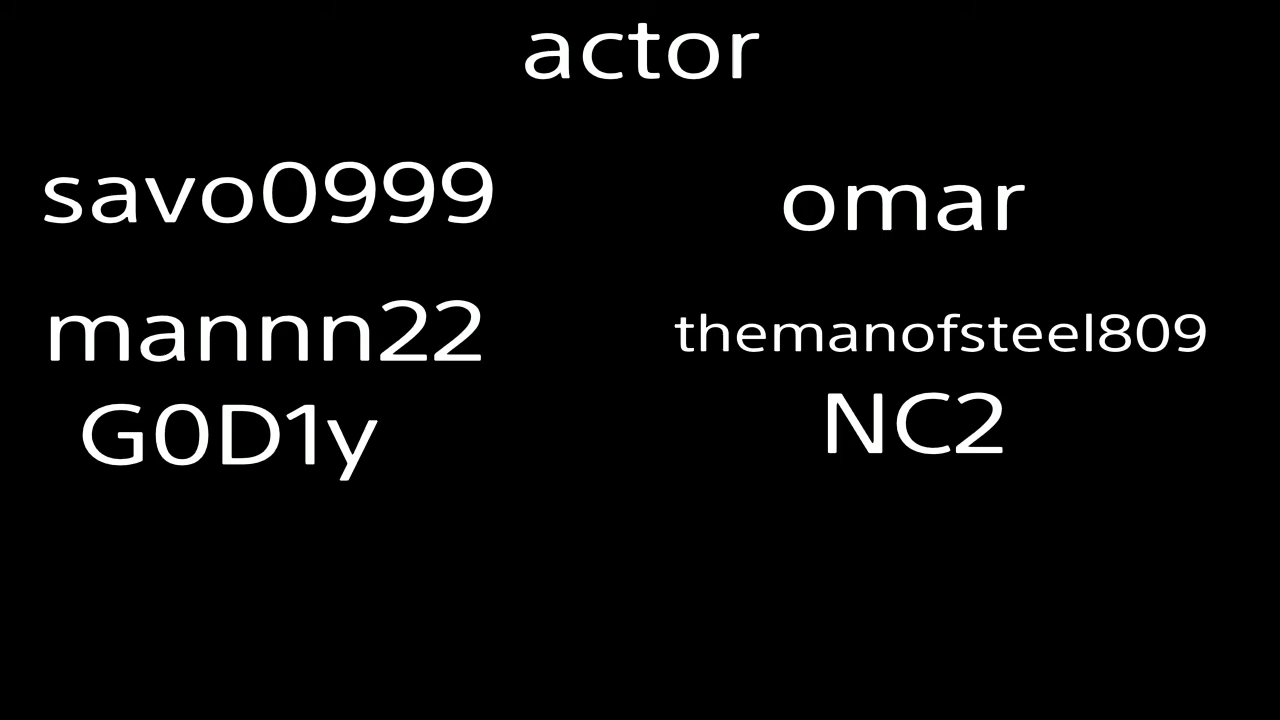 actor
savo0999
omar
mannn22
themanofsteel809
G0D1y
NC2